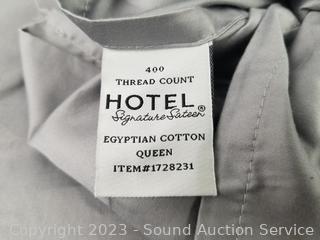 400
THREAD COUNT
HOTEL®
Signature Sateen
EGYPTIAN COTTON
QUEEN
ITEM#1728231
Copyright 2023 - Sound Auction Service